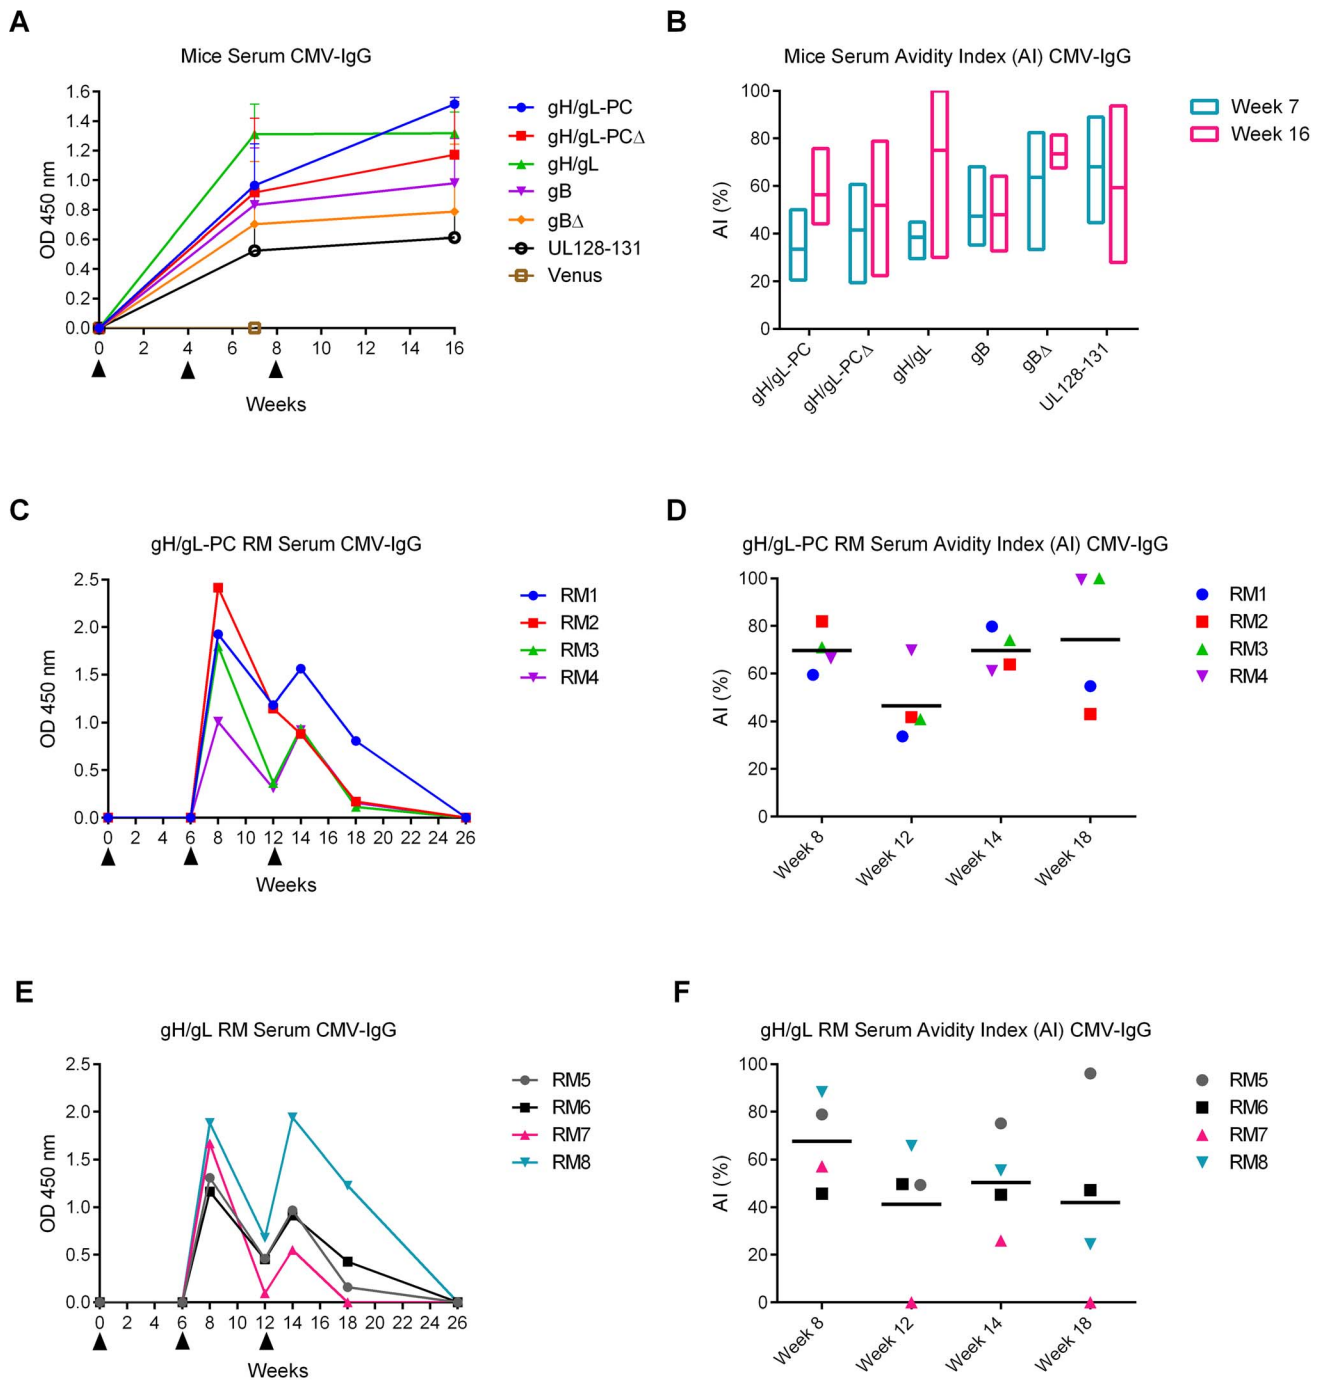 A
Mice Serum CMV-IgG
OD 450 nm
1.6
1.4
1.2
1.0
0.8
0.6
0.4
0.2
0.0
0 2 4 6 8 10 12 14 16
Weeks
gH/gL-PC
gH/gL-PCΔ
gH/gL
gB
gBΔ
UL128-131
Venus
B
Mice Serum Avidity Index (AI) CMV-IgG
AI (%)
100
80
60
40
20
0
gH/gL-PC
gH/gL-PCΔ
gH/gL
gB
gBΔ
UL128-131
Week 7
Week 16
C
gH/gL-PC RM Serum CMV-IgG
OD 450 nm
2.5
2.0
1.5
1.0
0.5
0.0
0 2 4 6 8 10 12 14 16 18 20 22 24 26
Weeks
RM1
RM2
RM3
RM4
D
gH/gL-PC RM Serum Avidity Index (AI) CMV-IgG
AI (%)
100
80
60
40
20
0
Week 8
Week 12
Week 14
Week 18
RM1
RM2
RM3
RM4
E
gH/gL RM Serum CMV-IgG
OD 450 nm
2.5
2.0
1.5
1.0
0.5
0.0
0 2 4 6 8 10 12 14 16 18 20 22 24 26
Weeks
RM5
RM6
RM7
RM8
F
gH/gL RM Serum Avidity Index (AI) CMV-IgG
AI (%)
100
80
60
40
20
0
Week 8
Week 12
Week 14
Week 18
RM5
RM6
RM7
RM8